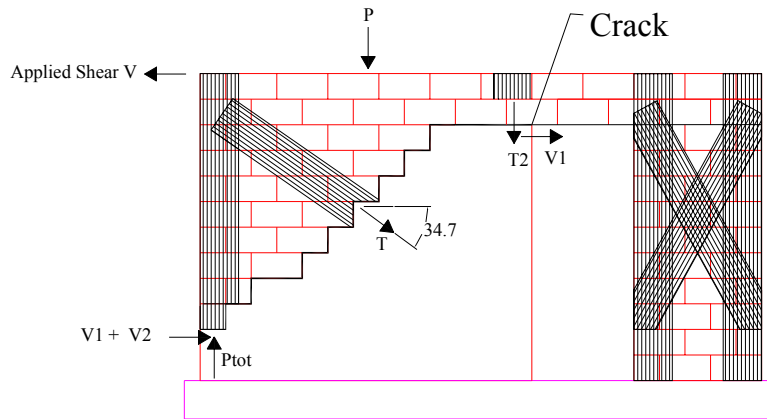 P
Crack
Applied Shear V
T2
V1
34.7
T
V1 + V2
Ptot